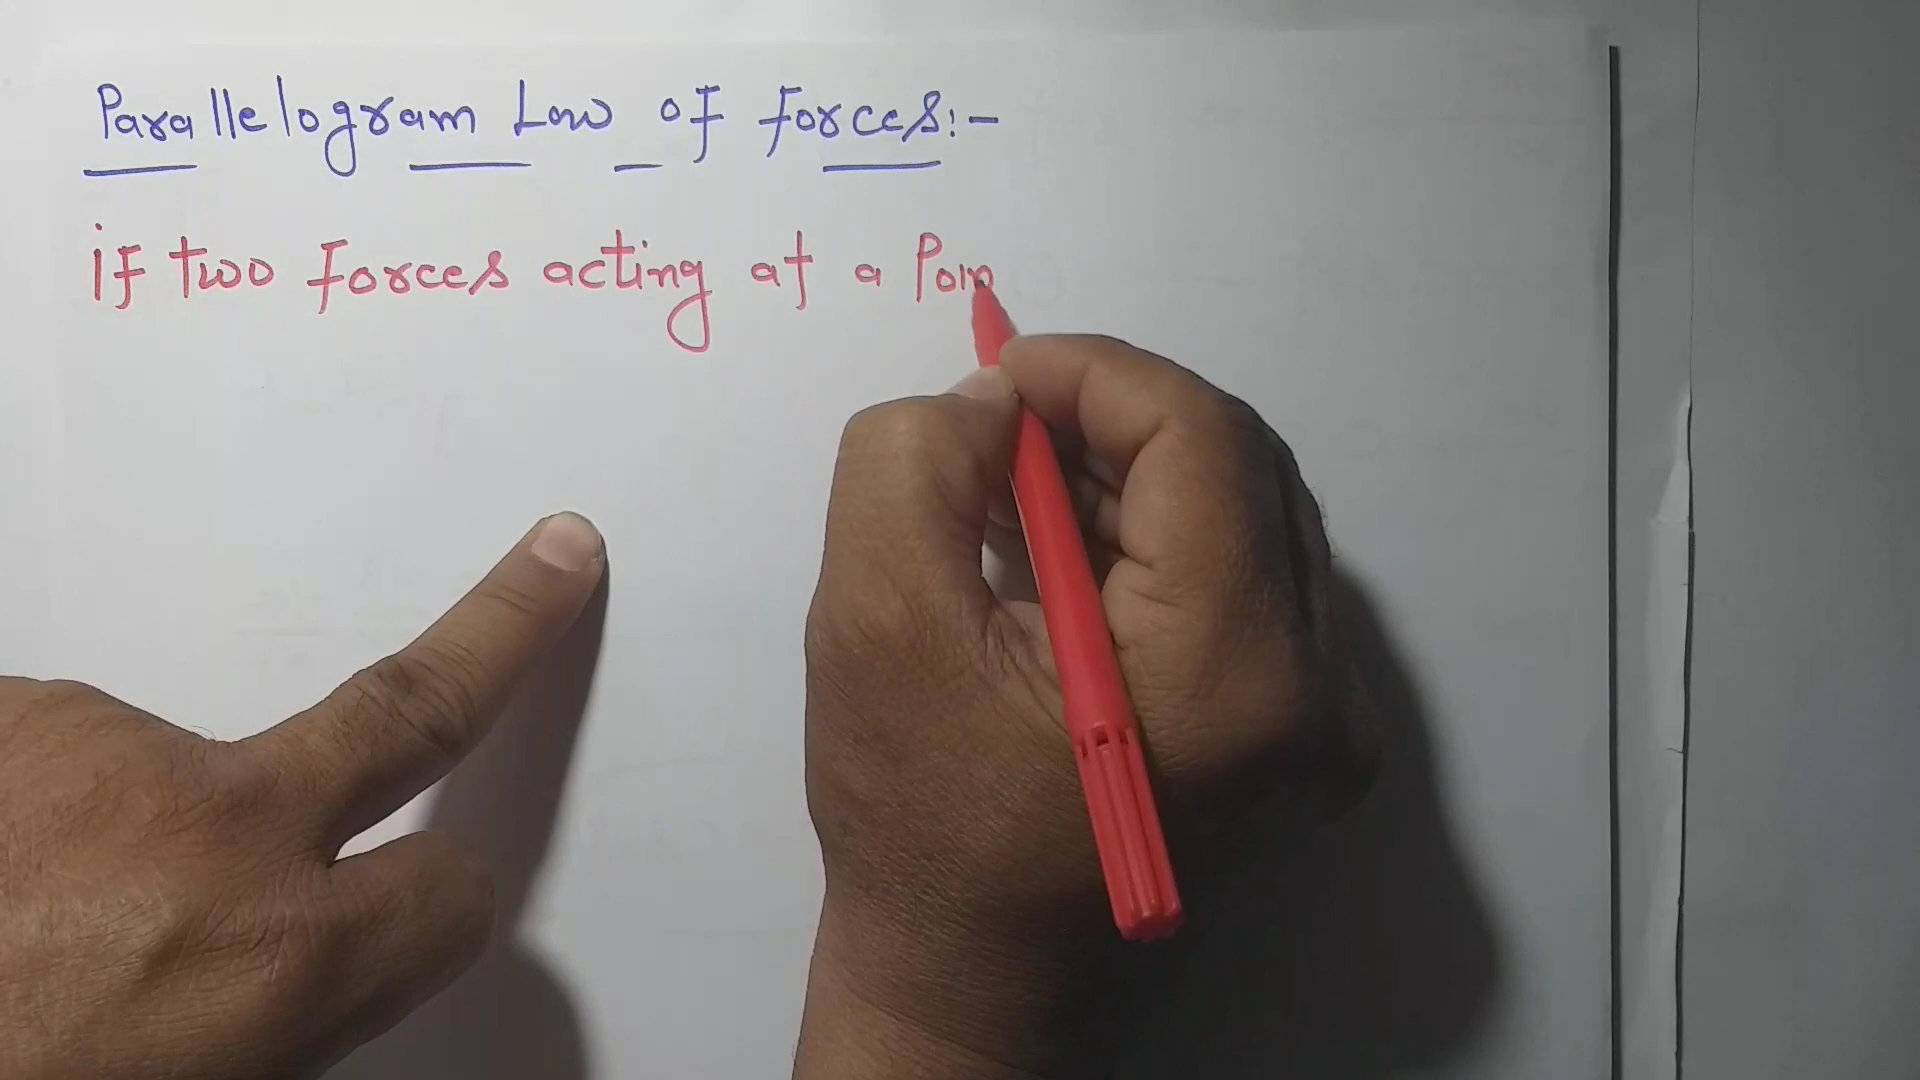 Parallelogram Law of forces:-
if two forces acting at a Poin